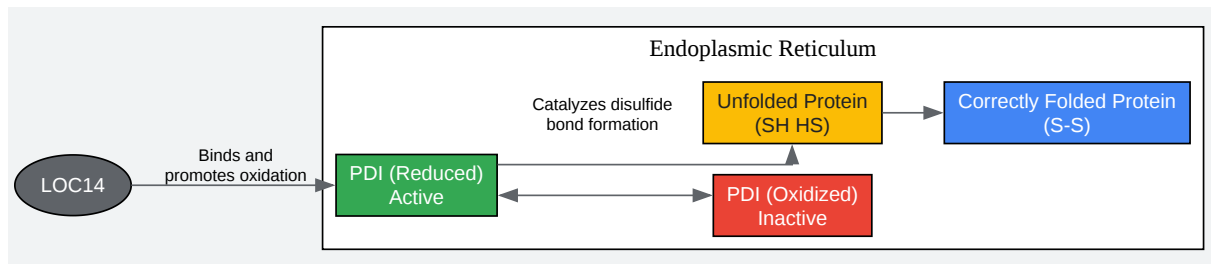 Endoplasmic Reticulum
Catalyzes disulfide
bond formation
Unfolded Protein
(SH HS)
Correctly Folded Protein
(S-S)
LOC14
Binds and
promotes oxidation
PDI (Reduced)
Active
PDI (Oxidized)
Inactive